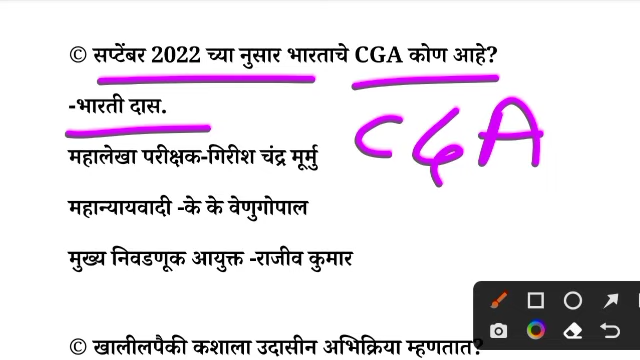 © सप्टेंबर 2022 च्या नुसार भारताचे CGA कोण आहे?
-भारती दास.
CGA
महालेखा परीक्षक-गिरीश चंद्र मूर्मु
महान्यायवादी -के के वेणुगोपाल
मुख्य निवडणूक आयुक्त -राजीव कुमार
© खालीलपैकी कशाला उदासीन अभिक्रिया म्हणतात?